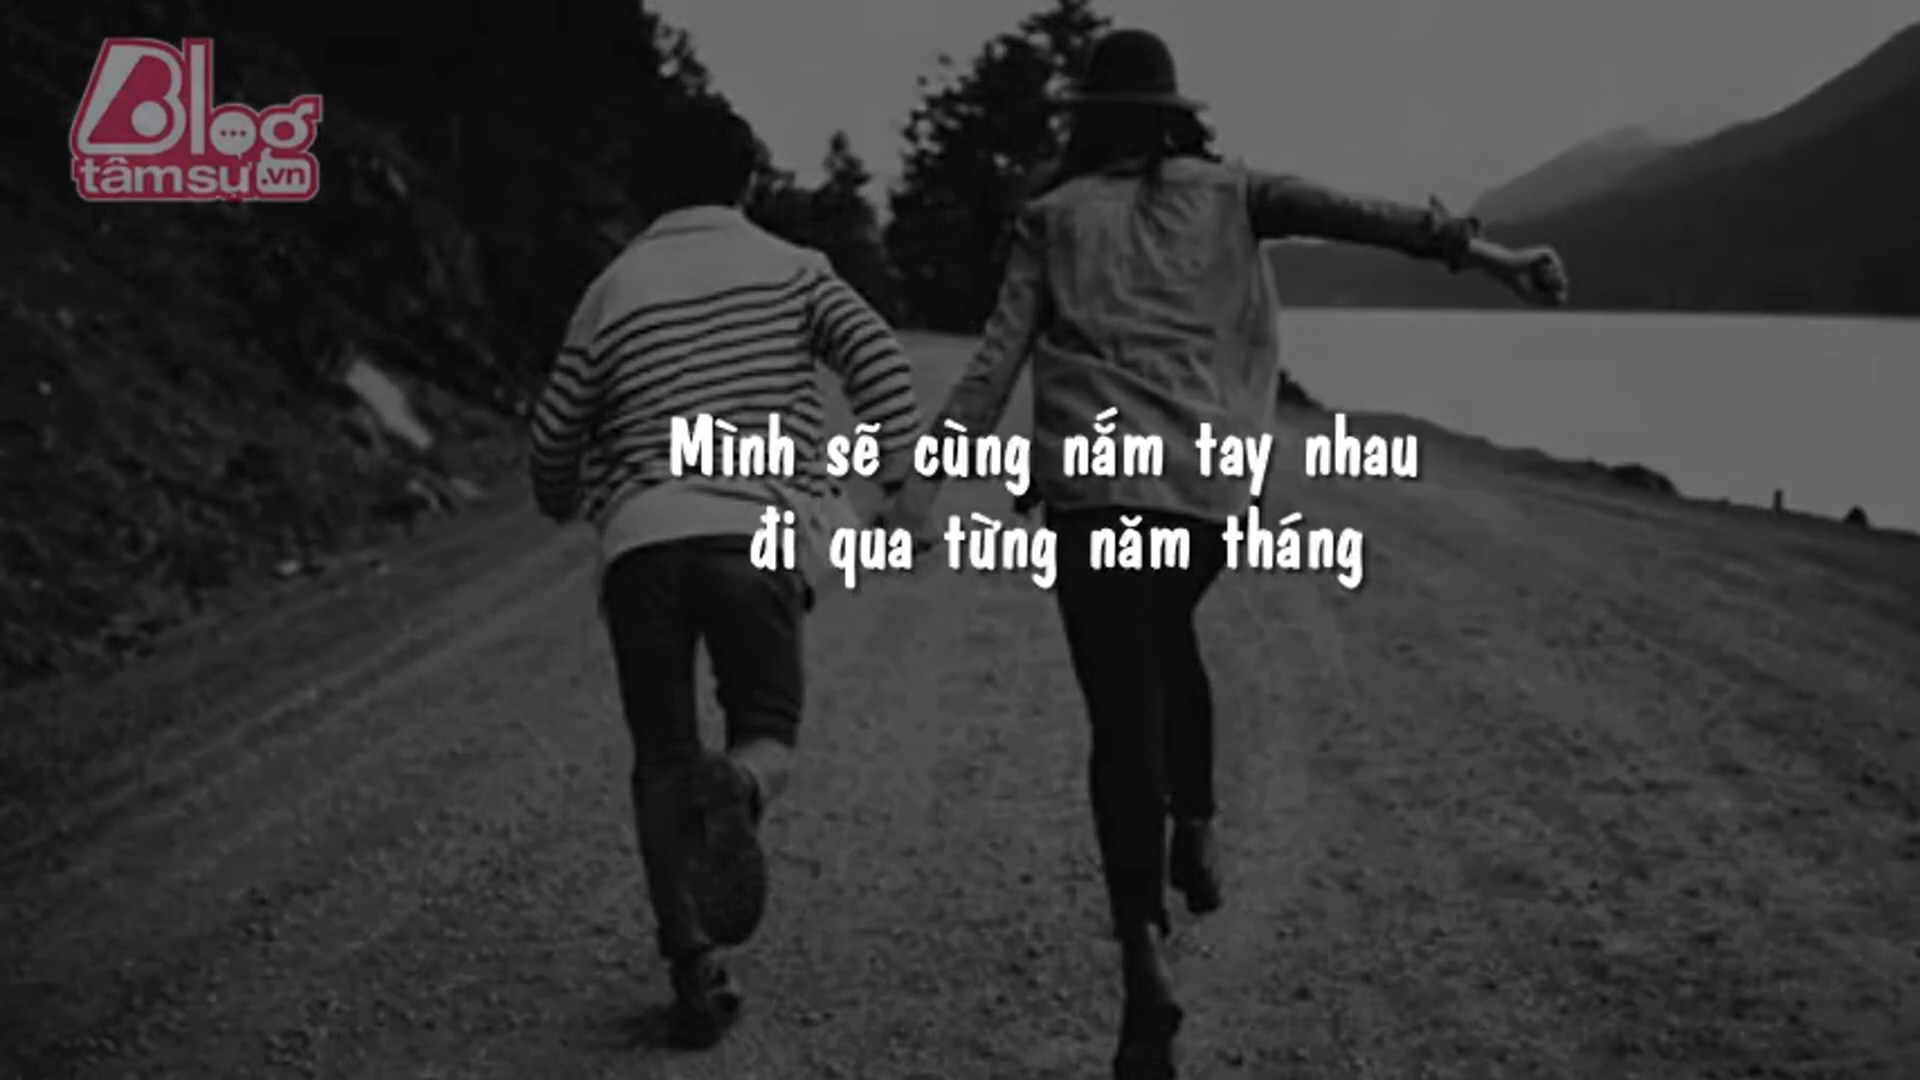 Blog
tâmsự.vn
Mình sẽ cùng nắm tay nhau
đi qua từng năm tháng